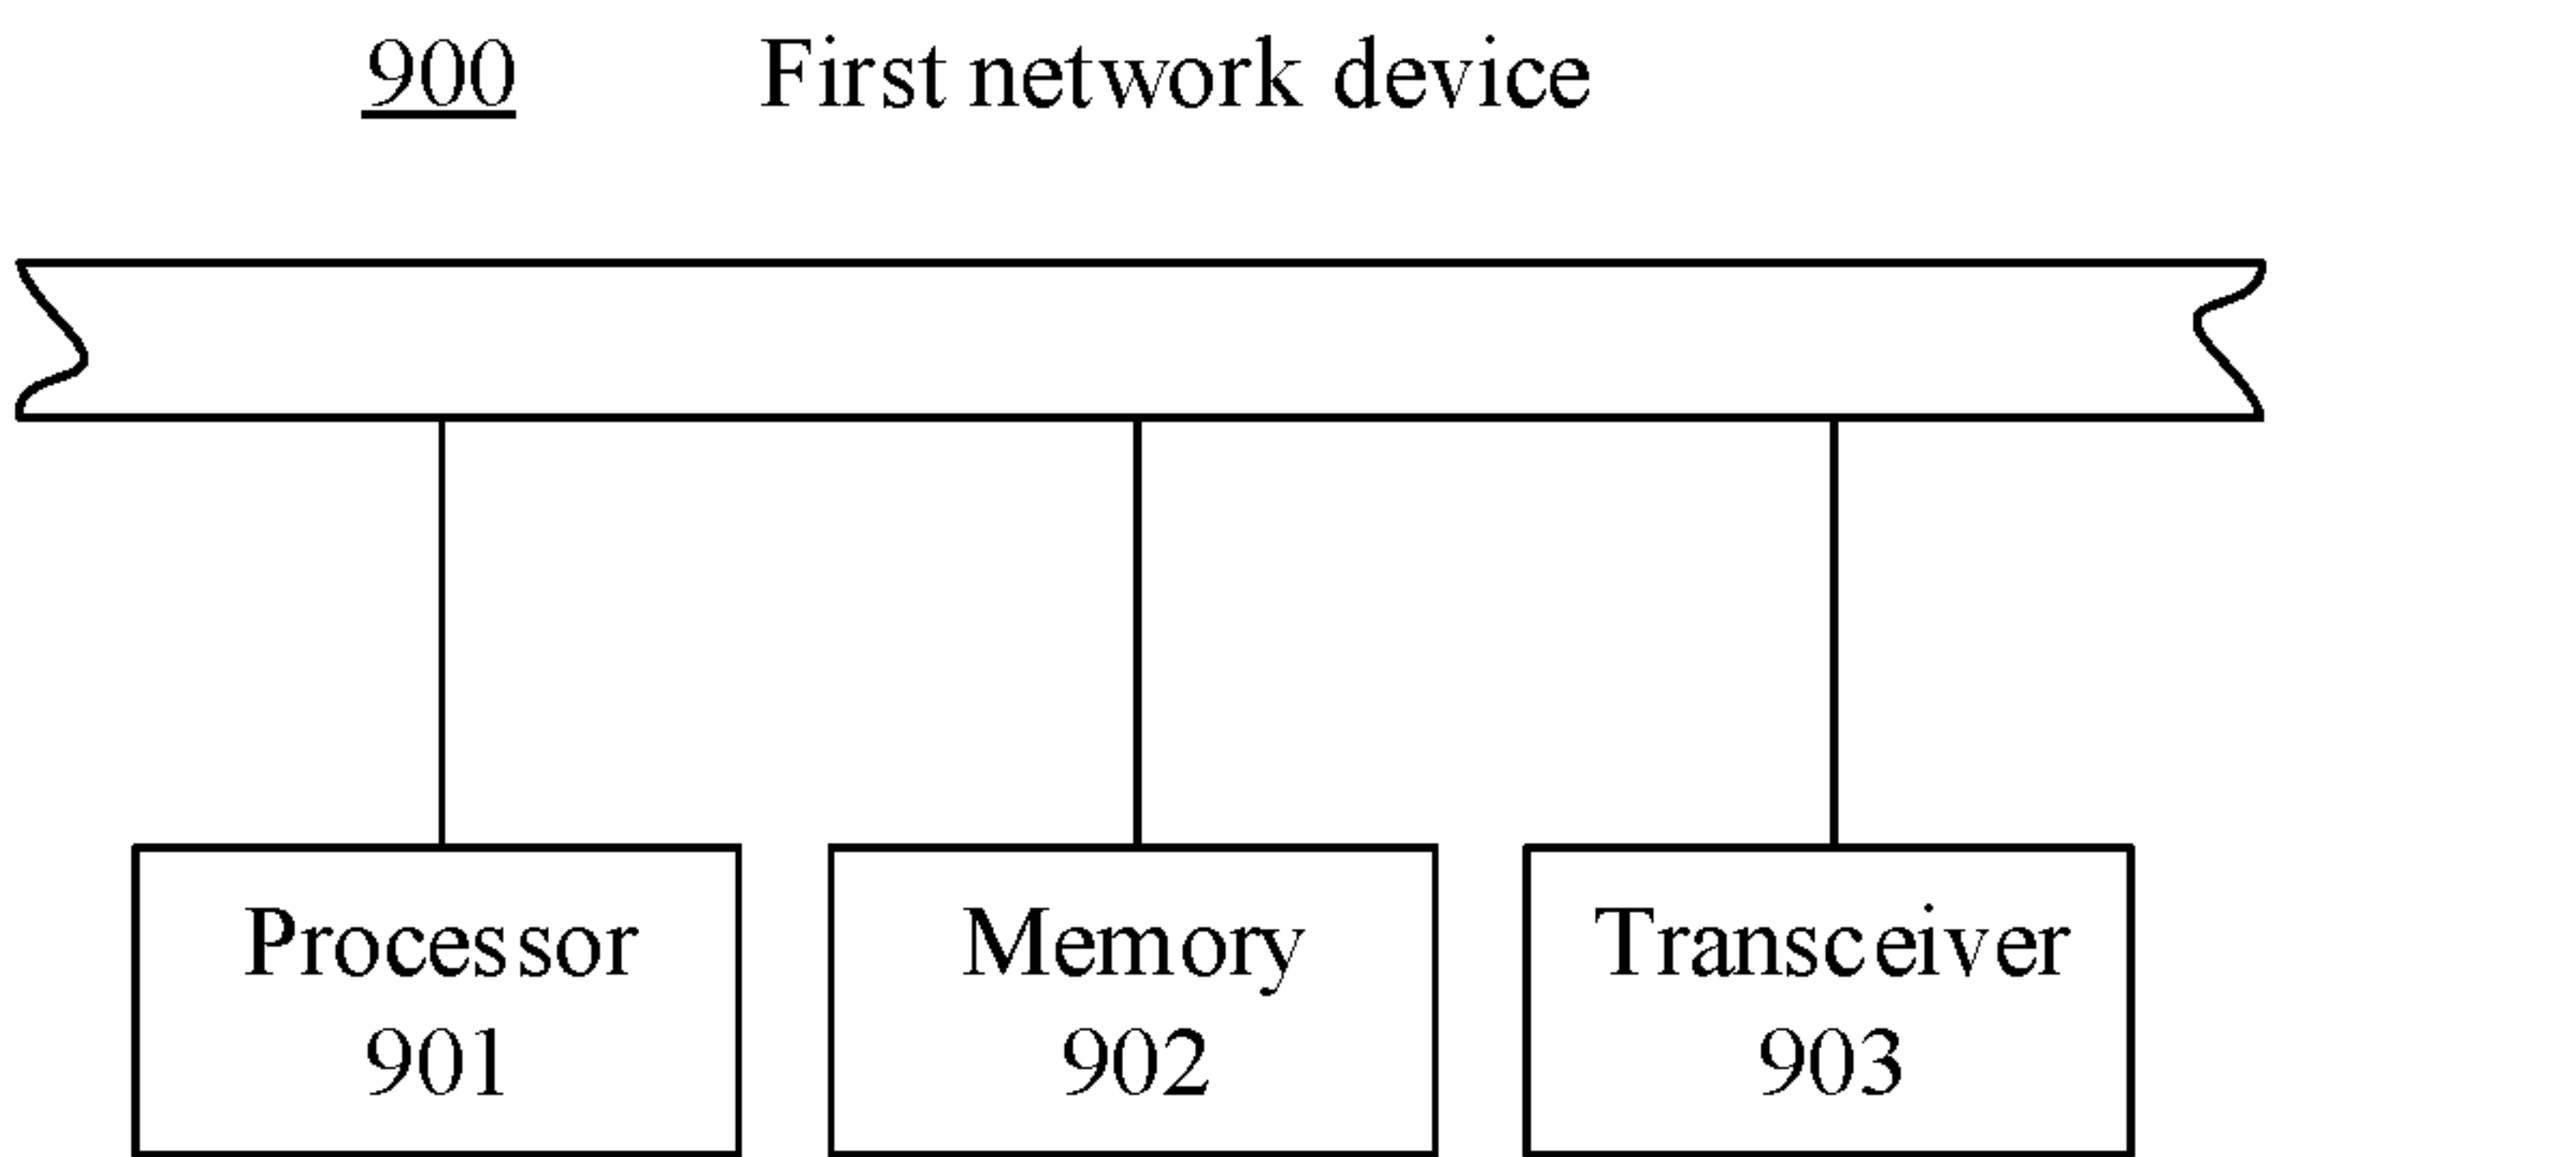 900 First network device
Processor
901
Memory
902
Transceiver
903